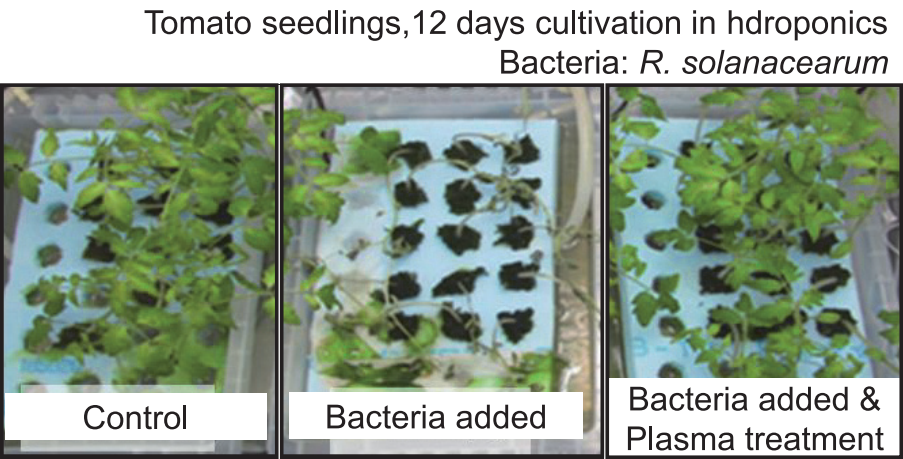 Tomato seedlings,12 days cultivation in hdroponics
Bacteria: R. solanacearum
Control
Bacteria added
Bacteria added &
Plasma treatment